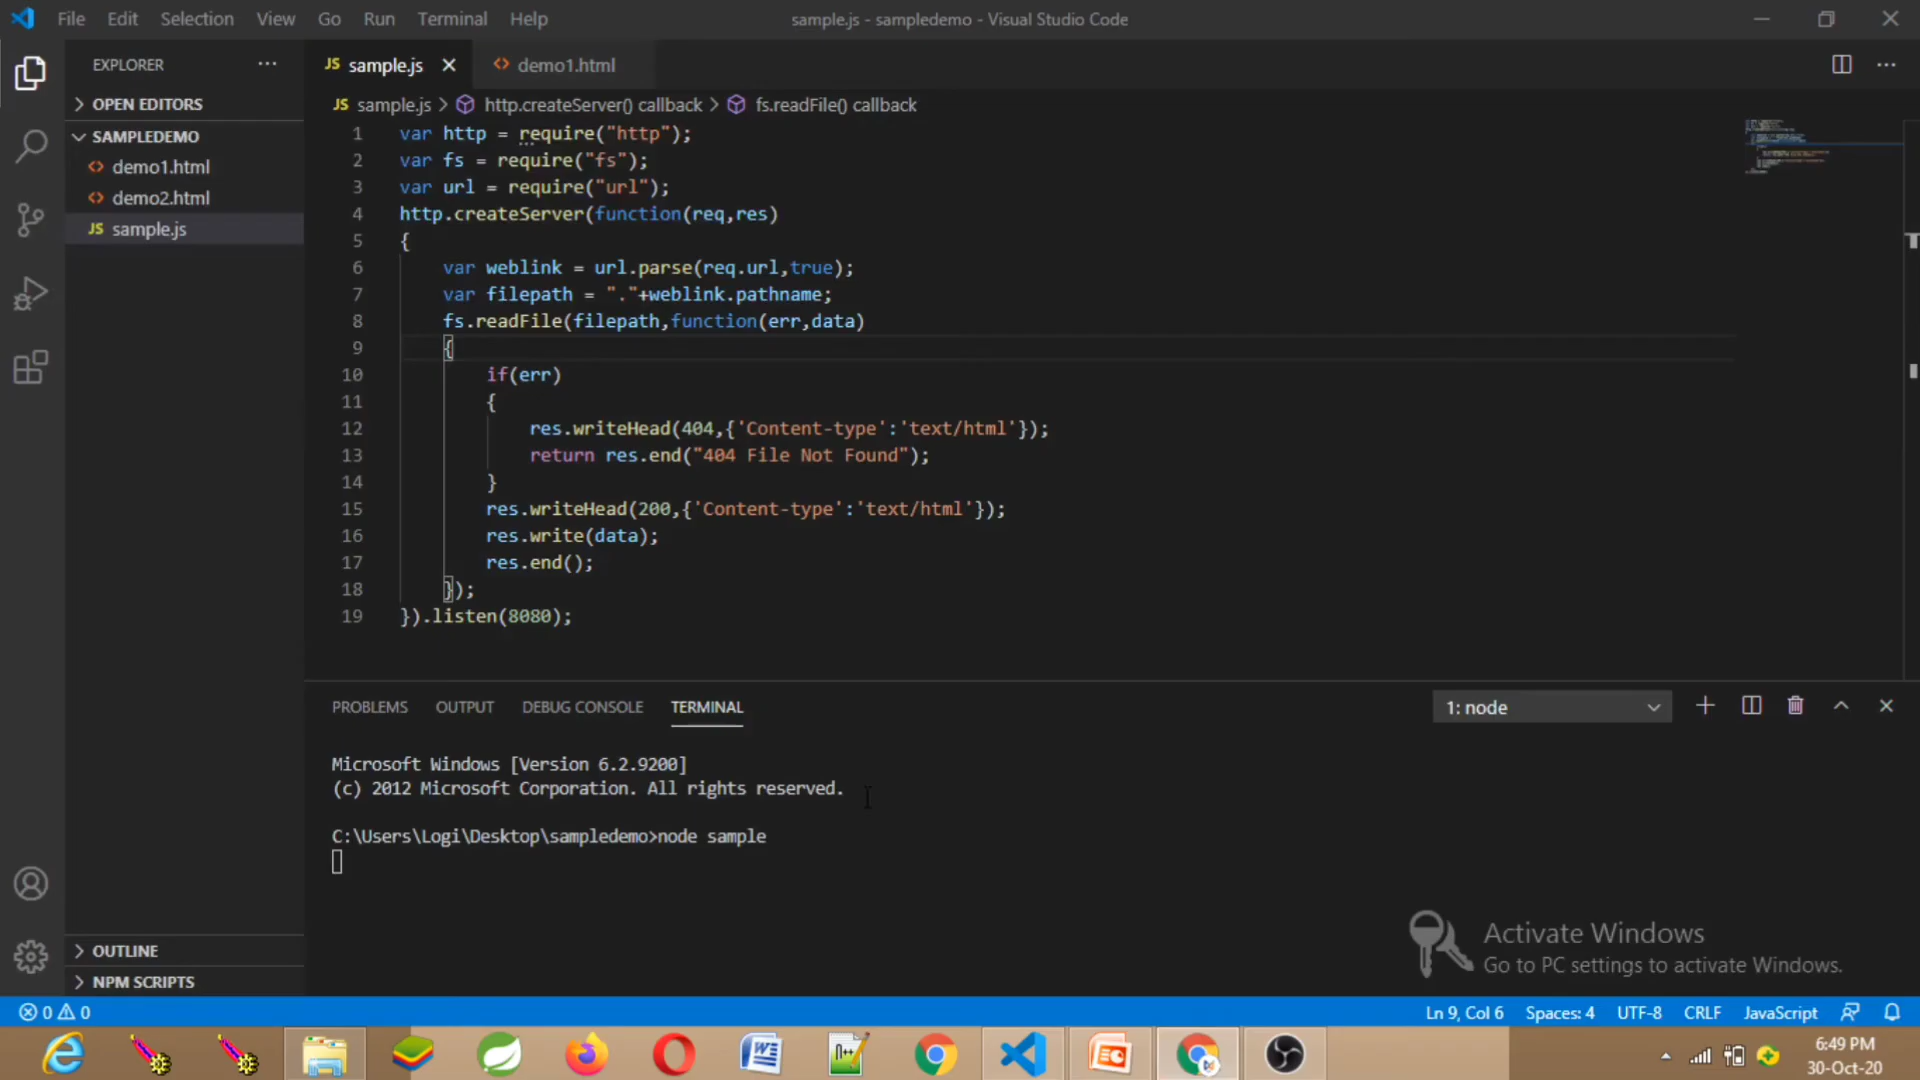 File Edit Selection View Go Run Terminal Help
sample.js - sampledemo - Visual Studio Code
EXPLORER
OPEN EDITORS
SAMPLEDEMO
demo1.html
demo2.html
JS sample.js
OUTLINE
NPM SCRIPTS
JS sample.js
demo1.html
JS sample.js > http.createServer() callback > fs.readFile() callback
1 var http = require("http");
2 var fs = require("fs");
3 var url = require("url");
4 http.createServer(function(req,res)
5 {
6 var weblink = url.parse(req.url,true);
7 var filepath = "."+weblink.pathname;
8 fs.readFile(filepath,function(err,data)
9 {
10 if(err)
11 {
12 res.writeHead(404,{'Content-type':'text/html'});
13 return res.end("404 File Not Found");
14 }
15 res.writeHead(200,{'Content-type':'text/html'});
16 res.write(data);
17 res.end();
18 });
19 }).listen(8080);
PROBLEMS OUTPUT DEBUG CONSOLE TERMINAL
1: node
Microsoft Windows [Version 6.2.9200]
(c) 2012 Microsoft Corporation. All rights reserved.
C:\Users\Logi\Desktop\sampledemo>node sample
Activate Windows
Go to PC settings to activate Windows.
0 0
Ln 9, Col 6 Spaces: 4 UTF-8 CRLF JavaScript
6:49 PM
30-Oct-20